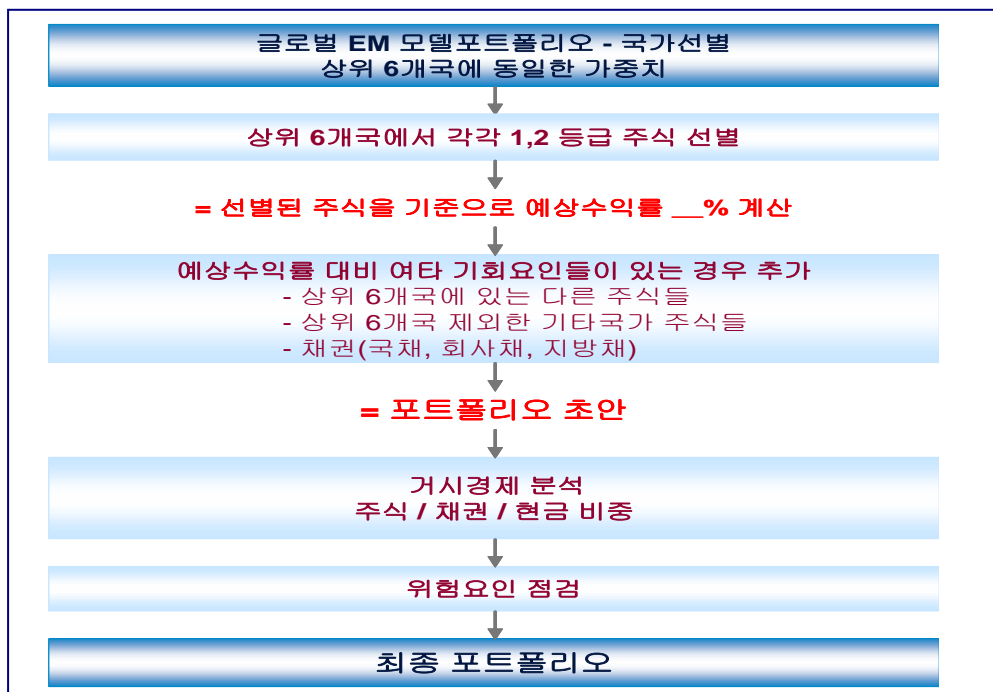 글로벌 EM 모델포트폴리오 - 국가선별
상위 6개국에 동일한 가중치
상위 6개국에서 각각 1,2 등급 주식 선별
= 선별된 주식을 기준으로 예상수익률 __% 계산
예상수익률 대비 여타 기회요인들이 있는 경우 추가
- 상위 6개국에 있는 다른 주식들
- 상위 6개국 제외한 기타국가 주식들
- 채권(국채, 회사채, 지방채)
= 포트폴리오 초안
거시경제 분석
주식 / 채권 / 현금 비중
위험요인 점검
최종 포트폴리오